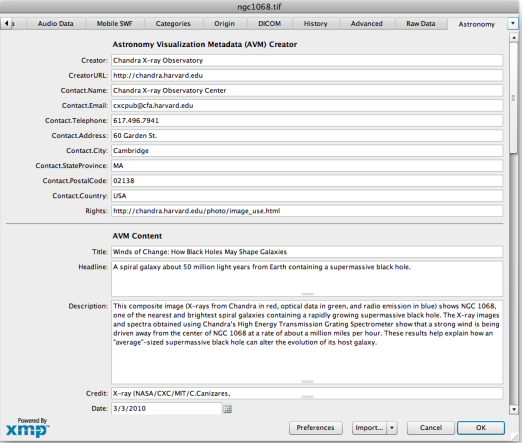 ngc1068.tif
Audio Data Mobile SWF Categories Origin DICOM History Advanced Raw Data Astronomy
Astronomy Visualization Metadata (AVM) Creator
Creator: Chandra X-ray Observatory
CreatorURL: http://chandra.harvard.edu
Contact.Name: Chandra X-ray Observatory Center
Contact.Email: cxcpub@cfa.harvard.edu
Contact.Telephone: 617.496.7941
Contact.Address: 60 Garden St.
Contact.City: Cambridge
Contact.StateProvince: MA
Contact.PostalCode: 02138
Contact.Country: USA
Rights: http://chandra.harvard.edu/photo/image_use.html
AVM Content
Title: Winds of Change: How Black Holes May Shape Galaxies
Headline: A spiral galaxy about 50 million light years from Earth containing a supermassive black hole.
Description: This composite image (X-rays from Chandra in red, optical data in green, and radio emission in blue) shows NGC 1068,
one of the nearest and brightest spiral galaxies containing a rapidly growing supermassive black hole. The X-ray images
and spectra obtained using Chandra's High Energy Transmission Grating Spectrometer show that a strong wind is being
driven away from the center of NGC 1068 at a rate of about a million miles per hour. These results help explain how an
"average"-sized supermassive black hole can alter the evolution of its host galaxy.
Credit: X-ray (NASA/CXC/MIT/C.Canizares,
Date: 3/3/2010
Powered By
xmp
Preferences Import... Cancel OK